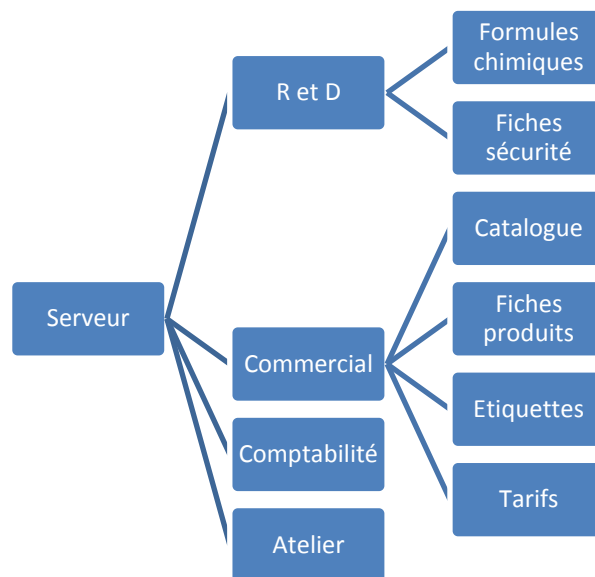 Formules
chimiques
R et D
Fiches
sécurité
Catalogue
Serveur
Fiches
produits
Commercial
Etiquettes
Comptabilité
Tarifs
Atelier